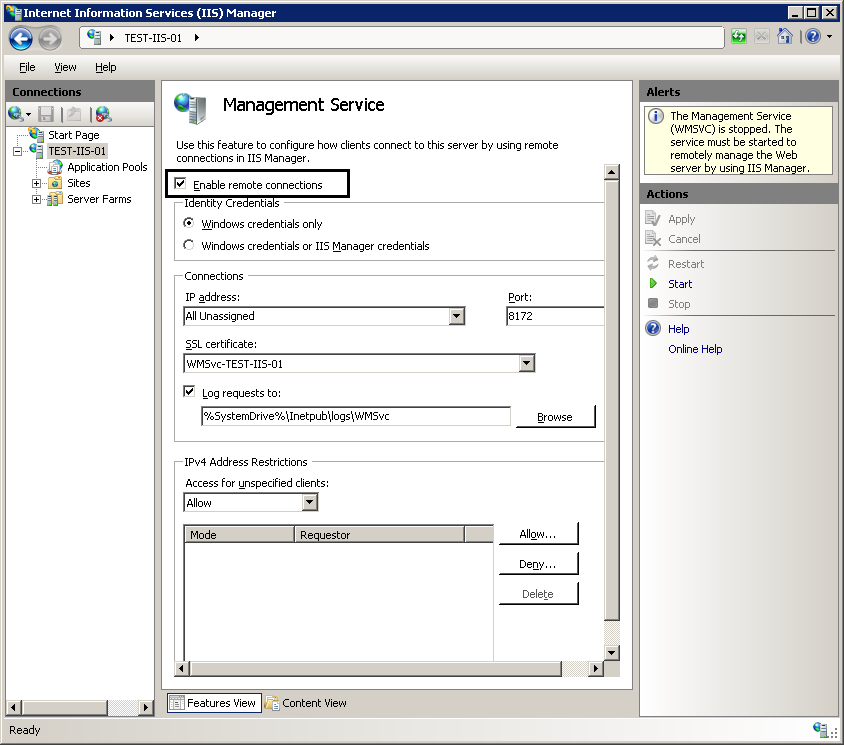 Internet Information Services (IIS) Manager
TEST-IIS-01
File View Help
Connections
Start Page
TEST-IIS-01
Application Pools
Sites
Server Farms
Management Service
Use this feature to configure how clients connect to this server by using remote
connections in IIS Manager.
Enable remote connections
Identity Credentials
Windows credentials only
Windows credentials or IIS Manager credentials
Connections
IP address:
Port:
All Unassigned
8172
SSL certificate:
WMSvc-TEST-IIS-01
Log requests to:
%SystemDrive%\Inetpub\logs\WMSvc
Browse
IPv4 Address Restrictions
Access for unspecified clients:
Allow
Mode Requestor
Allow...
Deny...
Delete
Features View Content View
Alerts
The Management Service
(WMSVC) is stopped. The
service must be started to
remotely manage the Web
server by using IIS Manager.
Actions
Apply
Cancel
Restart
Start
Stop
Help
Online Help
Ready